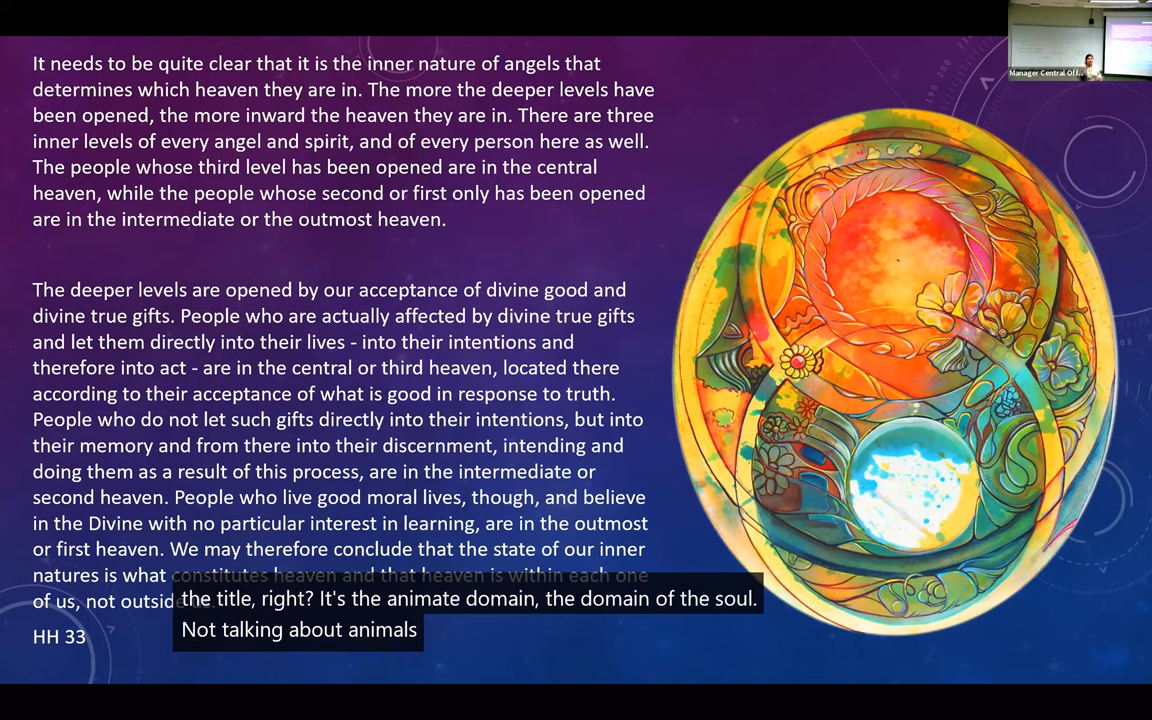 It needs to be quite clear that it is the inner nature of angels that
determines which heaven they are in. The more the deeper levels have
been opened, the more inward the heaven they are in. There are three
inner levels of every angel and spirit, and of every person here as well.
The people whose third level has been opened are in the central
heaven, while the people whose second or first only has been opened
are in the intermediate or the outmost heaven.
The deeper levels are opened by our acceptance of divine good and
divine true gifts. People who are actually affected by divine true gifts
and let them directly into their lives - into their intentions and
therefore into act - are in the central or third heaven, located there
according to their acceptance of what is good in response to truth.
People who do not let such gifts directly into their intentions, but into
their memory and from there into their discernment, intending and
doing them as a result of this process, are in the intermediate or
second heaven. People who live good moral lives, though, and believe
in the Divine with no particular interest in learning, are in the outmost
or first heaven. We may therefore conclude that the state of our inner
natures is what constitutes heaven and that heaven is within each one
of us, not outside
HH 33
the title, right? It's the animate domain, the domain of the soul.
Not talking about animals
Manager Central Off...